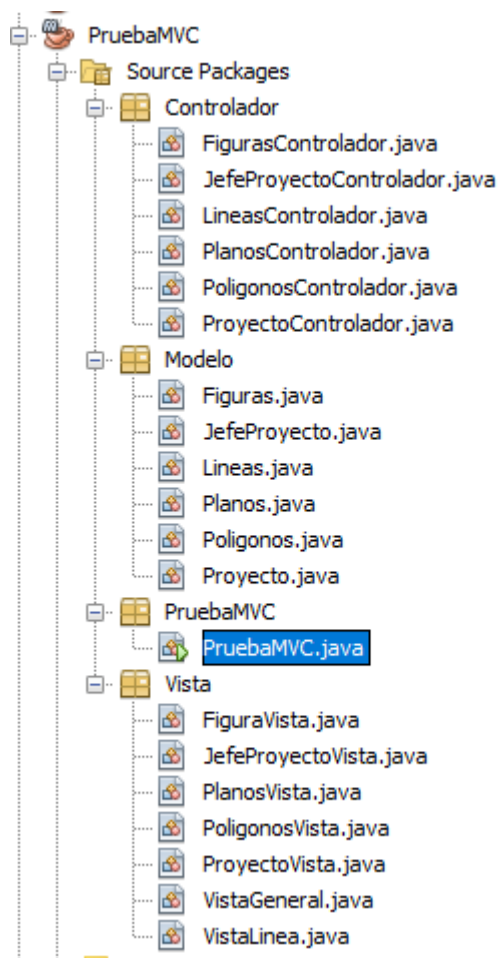 PruebaMVC
Source Packages
Controlador
FigurasControlador.java
JefeProyectoControlador.java
LineasControlador.java
PlanosControlador.java
PoligonosControlador.java
ProyectoControlador.java
Modelo
Figuras.java
JefeProyecto.java
Lineas.java
Planos.java
Poligonos.java
Proyecto.java
PruebaMVC
PruebaMVC.java
Vista
FiguraVista.java
JefeProyectoVista.java
PlanosVista.java
PoligonosVista.java
ProyectoVista.java
VistaGeneral.java
VistaLinea.java